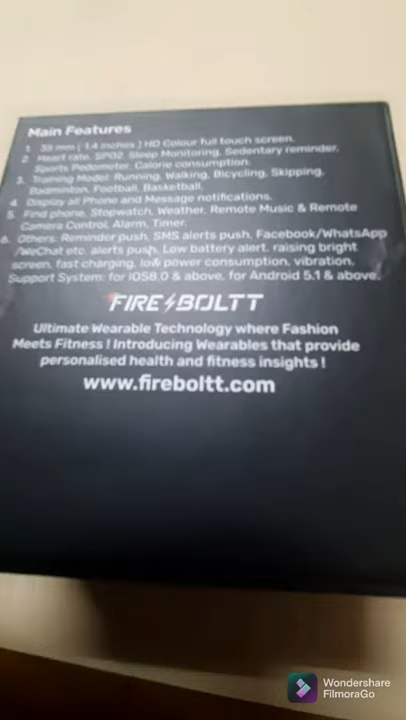 Main Features
1. 35 mm ( 1.4 inches ) HD Colour full touch screen.
2. Heart rate, SPO2, Sleep Monitoring, Sedentary reminder,
Sports Pedometer, Calorie consumption.
3. Training Model: Running, Walking, Bicycling, Skipping,
Badminton, Football, Basketball.
4. Display all Phone and Message notifications.
5. Find phone, Stopwatch, Weather, Remote Music & Remote
Camera Control, Alarm, Timer.
6. Others: Reminder push, SMS alerts push, Facebook/WhatsApp
/WeChat etc. alerts push, Low battery alert, raising bright
screen, fast charging, low power consumption, vibration,
Support System: for iOS8.0 & above, for Android 5.1 & above.
FIRE BOLTT
Ultimate Wearable Technology where Fashion
Meets Fitness ! Introducing Wearables that provide
personalised health and fitness insights !
www.fireboltt.com
Wondershare
FilmoraGo